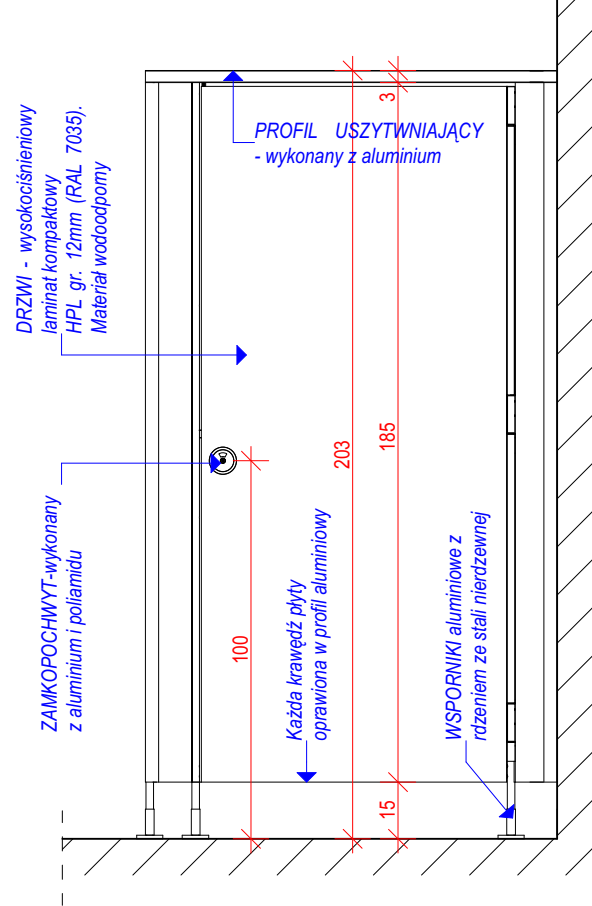 DRZWI - wysokociśnieniowy
laminat kompaktowy
HPL gr. 12mm (RAL 7035).
Materiał wodoodporny
PROFIL USZYTWNIAJĄCY
- wykonany z aluminium
ZAMKOPOCHWYT-wykonany
z aluminium i poliamidu
Każda krawędź płyty
oprawiona w profil aluminiowy
WSPORNIKI aluminiowe z
rdzeniem ze stali nierdzewnej
3
203
185
100
15